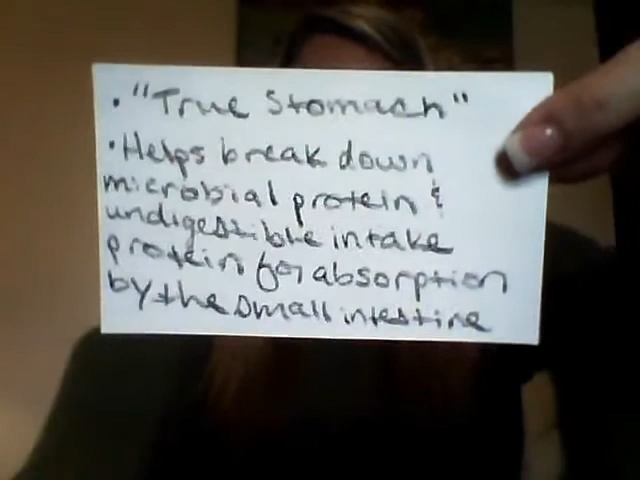 • "True Stomach"
• Helps break down
microbial protein &
undigestible intake
protein for absorption
by the small intestine